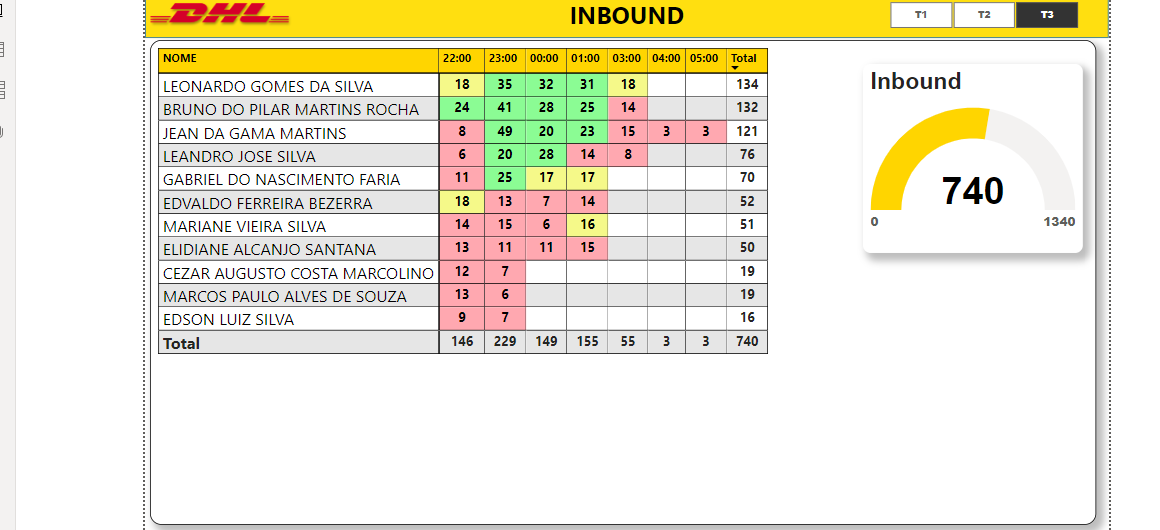 DHL INBOUND T1 T2 T3
NOME 22:00 23:00 00:00 01:00 03:00 04:00 05:00 Total
LEONARDO GOMES DA SILVA 18 35 32 31 18 134
BRUNO DO PILAR MARTINS ROCHA 24 41 28 25 14 132
JEAN DA GAMA MARTINS 8 49 20 23 15 3 3 121
LEANDRO JOSE SILVA 6 20 28 14 8 76
GABRIEL DO NASCIMENTO FARIA 11 25 17 17 70
EDVALDO FERREIRA BEZERRA 18 13 7 14 52
MARIANE VIEIRA SILVA 14 15 6 16 51
ELIDIANE ALCANJO SANTANA 13 11 11 15 50
CEZAR AUGUSTO COSTA MARCOLINO 12 7 19
MARCOS PAULO ALVES DE SOUZA 13 6 19
EDSON LUIZ SILVA 9 7 16
Total 146 229 149 155 55 3 3 740
Inbound
740
0 1340